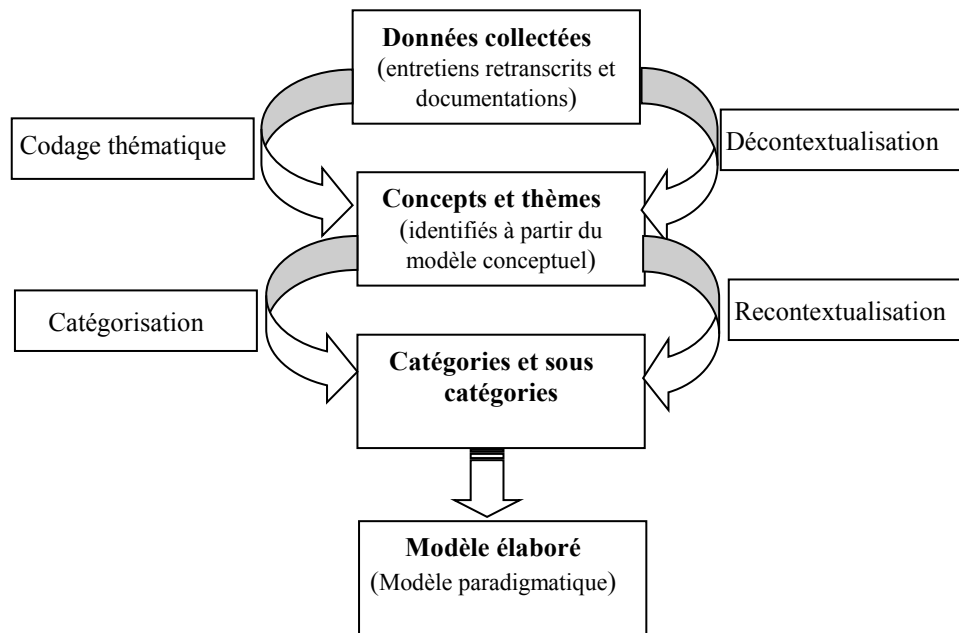 Données collectées
(entretiens retranscrits et
documentations)
Codage thématique
Décontextualisation
Concepts et thèmes
(identifiés à partir du
modèle conceptuel)
Catégorisation
Recontextualisation
Catégories et sous
catégories
Modèle élaboré
(Modèle paradigmatique)